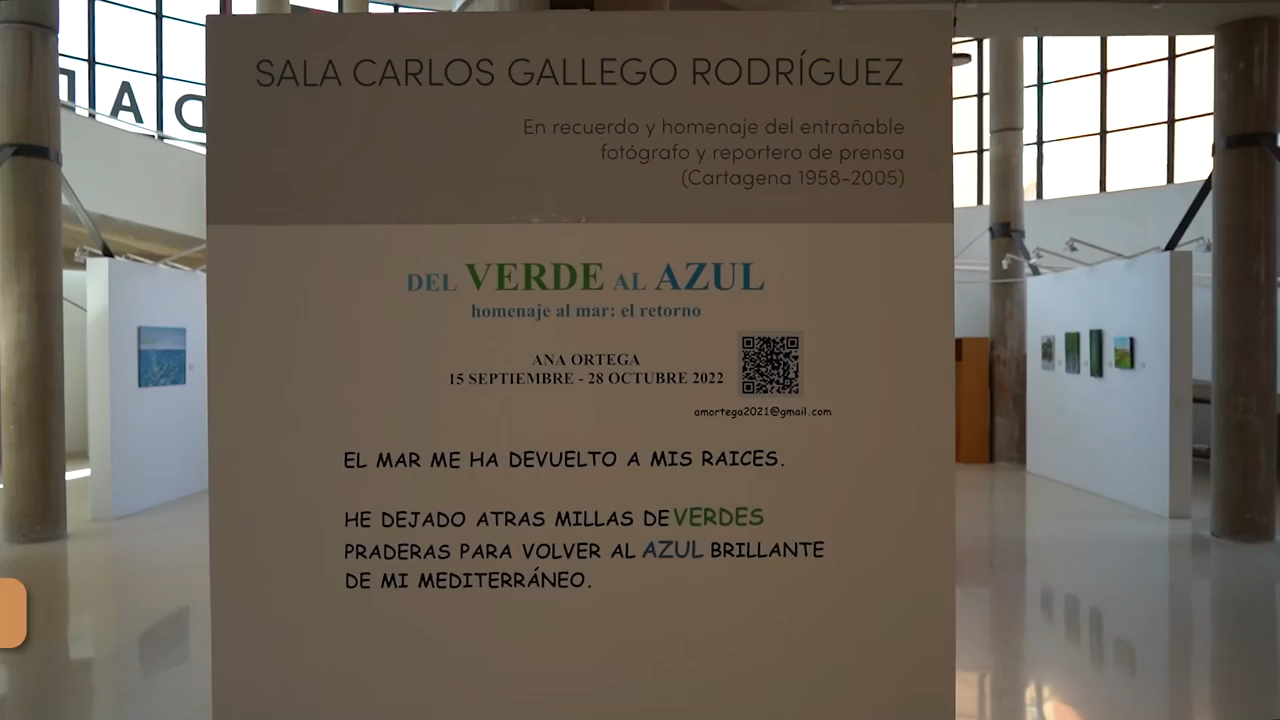 SALA CARLOS GALLEGO RODRÍGUEZ
En recuerdo y homenaje del entrañable
fotógrafo y reportero de prensa
(Cartagena 1958-2005)
DEL VERDE AL AZUL
homenaje al mar: el retorno
ANA ORTEGA
15 SEPTIEMBRE - 28 OCTUBRE 2022
amortega2021@gmail.com
EL MAR ME HA DEVUELTO A MIS RAICES.
HE DEJADO ATRAS MILLAS DE VERDES
PRADERAS PARA VOLVER AL AZUL BRILLANTE
DE MI MEDITERRÁNEO.